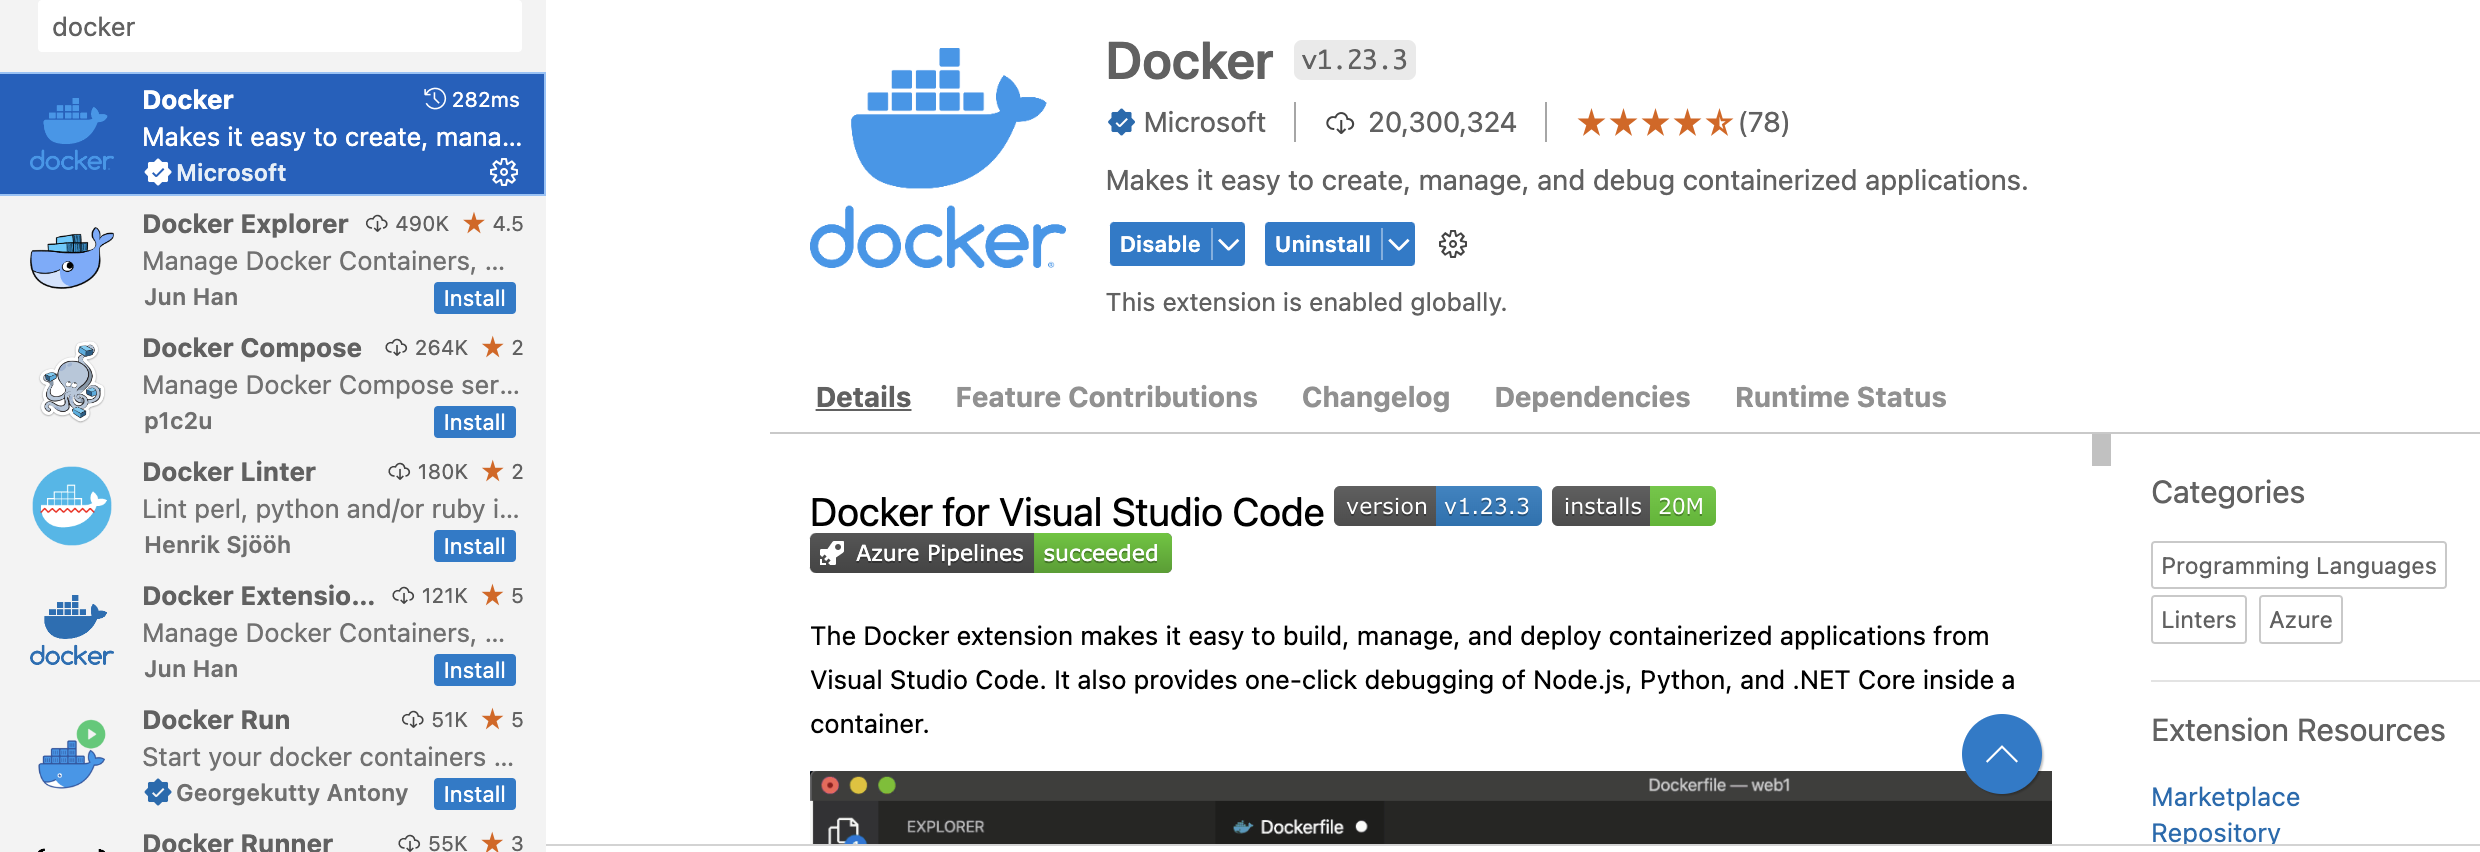 docker
Docker 282ms
Makes it easy to create, mana...
docker
Microsoft
Docker Explorer 490K 4.5
Manage Docker Containers, ...
Jun Han Install
Docker Compose 264K 2
Manage Docker Compose ser...
p1c2u Install
Docker Linter 180K 2
Lint perl, python and/or ruby i...
Henrik Sjööh Install
Docker Extensio... 121K 5
Manage Docker Containers, ...
docker
Jun Han Install
Docker Run 51K 5
Start your docker containers ...
Georgekutty Antony Install
Docker Runner 55K 3
docker
Docker v1.23.3
Microsoft 20,300,324 (78)
Makes it easy to create, manage, and debug containerized applications.
Disable Uninstall
This extension is enabled globally.
Details Feature Contributions Changelog Dependencies Runtime Status
Docker for Visual Studio Code version v1.23.3 installs 20M
Azure Pipelines succeeded
The Docker extension makes it easy to build, manage, and deploy containerized applications from
Visual Studio Code. It also provides one-click debugging of Node.js, Python, and .NET Core inside a
container.
Dockerfile — web1
EXPLORER Dockerfile
Categories
Programming Languages
Linters Azure
Extension Resources
Marketplace
Repository